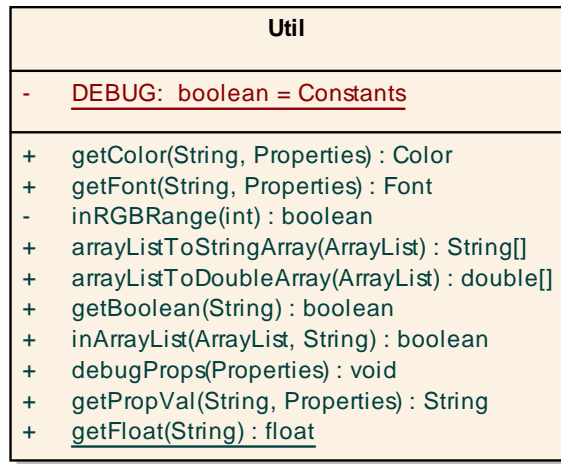 Util
- DEBUG: boolean = Constants
+ getColor(String, Properties) : Color
+ getFont(String, Properties) : Font
- inRGBRange(int) : boolean
+ arrayListToStringArray(ArrayList) : String[]
+ arrayListToDoubleArray(ArrayList) : double[]
+ getBoolean(String) : boolean
+ inArrayList(ArrayList, String) : boolean
+ debugProps(Properties) : void
+ getPropVal(String, Properties) : String
+ getFloat(String) : float